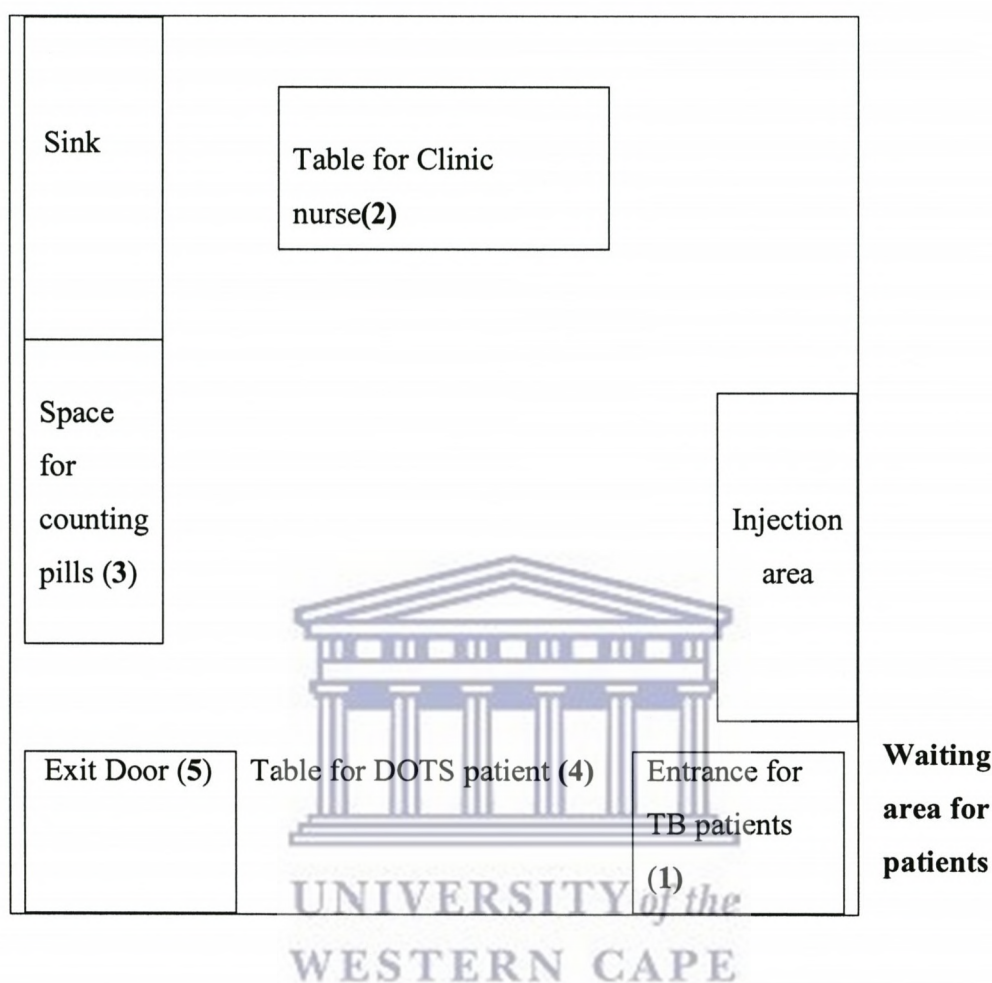 Sink
Table for Clinic
nurse(2)
Space
for
counting
pills (3)
Injection
area
Exit Door (5)
Table for DOTS patient (4)
Entrance for
TB patients
(1)
Waiting
area for
patients
UNIVERSITY of the
WESTERN CAPE